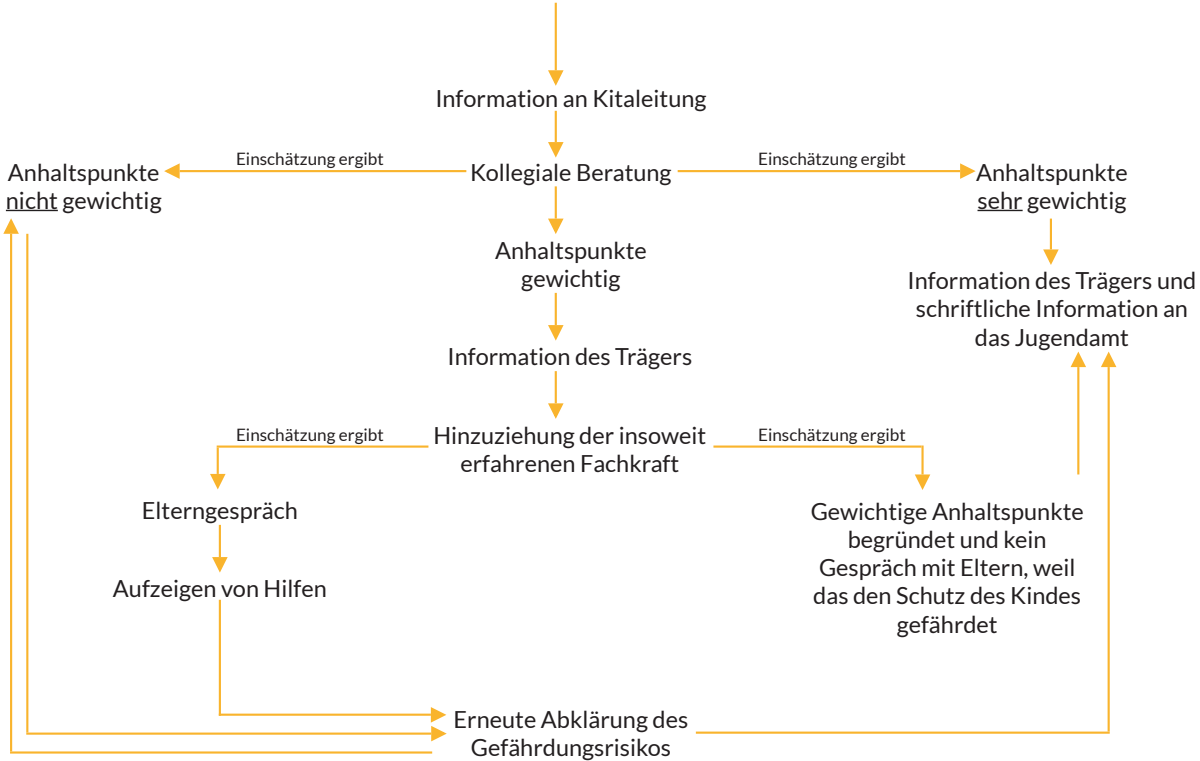 Information an Kitaleitung
Einschätzung ergibt
Einschätzung ergibt
Anhaltspunkte
nicht gewichtig
Kollegiale Beratung
Anhaltspunkte
sehr gewichtig
Anhaltspunkte
gewichtig
Information des Trägers und
schriftliche Information an
das Jugendamt
Information des Trägers
Einschätzung ergibt
Hinzuziehung der insoweit
erfahrenen Fachkraft
Einschätzung ergibt
Elterngespräch
Aufzeigen von Hilfen
Gewichtige Anhaltspunkte
begründet und kein
Gespräch mit Eltern, weil
das den Schutz des Kindes
gefährdet
Erneute Abklärung des
Gefährdungsrisikos